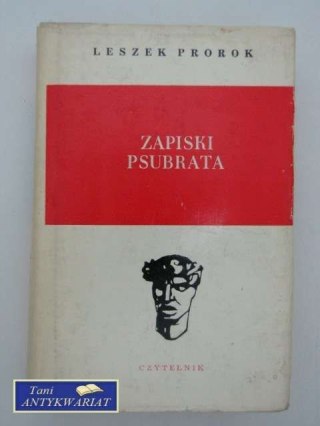 LESZEK PROROK
ZAPISKI
PSUBRATA
CZYTELNIK
Tani
ANTYKWARIAT